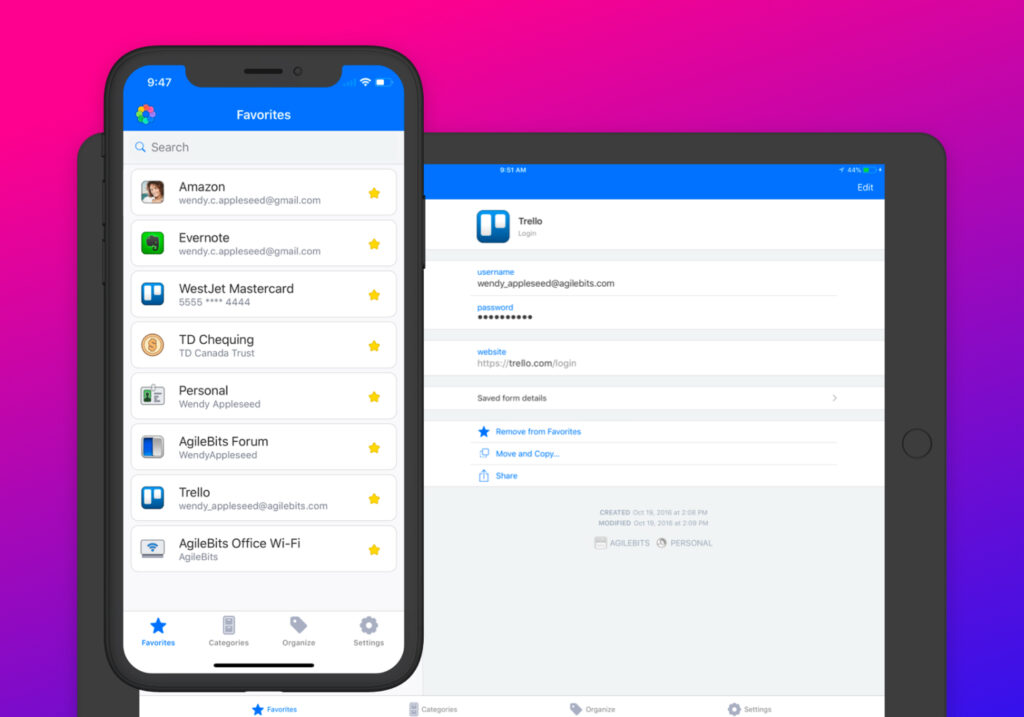 9:47
Favorites
Search
Amazon
wendy.c.appleseed@gmail.com
Evernote
wendy.c.appleseed@gmail.com
WestJet Mastercard
5555 **** 4444
TD Chequing
TD Canada Trust
Personal
Wendy Appleseed
AgileBits Forum
WendyAppleseed
Trello
wendy_appleseed@agilebits.com
AgileBits Office Wi-Fi
AgileBits
Favorites Categories Organize Settings
9:51 AM 44%
Edit
Trello
Login
username
wendy_appleseed@agilebits.com
password
••••••••••
website
https://trello.com/login
Saved form details
Remove from Favorites
Move and Copy...
Share
CREATED Oct 19, 2016 at 2:08 PM
MODIFIED Oct 19, 2016 at 2:09 PM
AGILEBITS PERSONAL
Favorites Categories Organize Settings